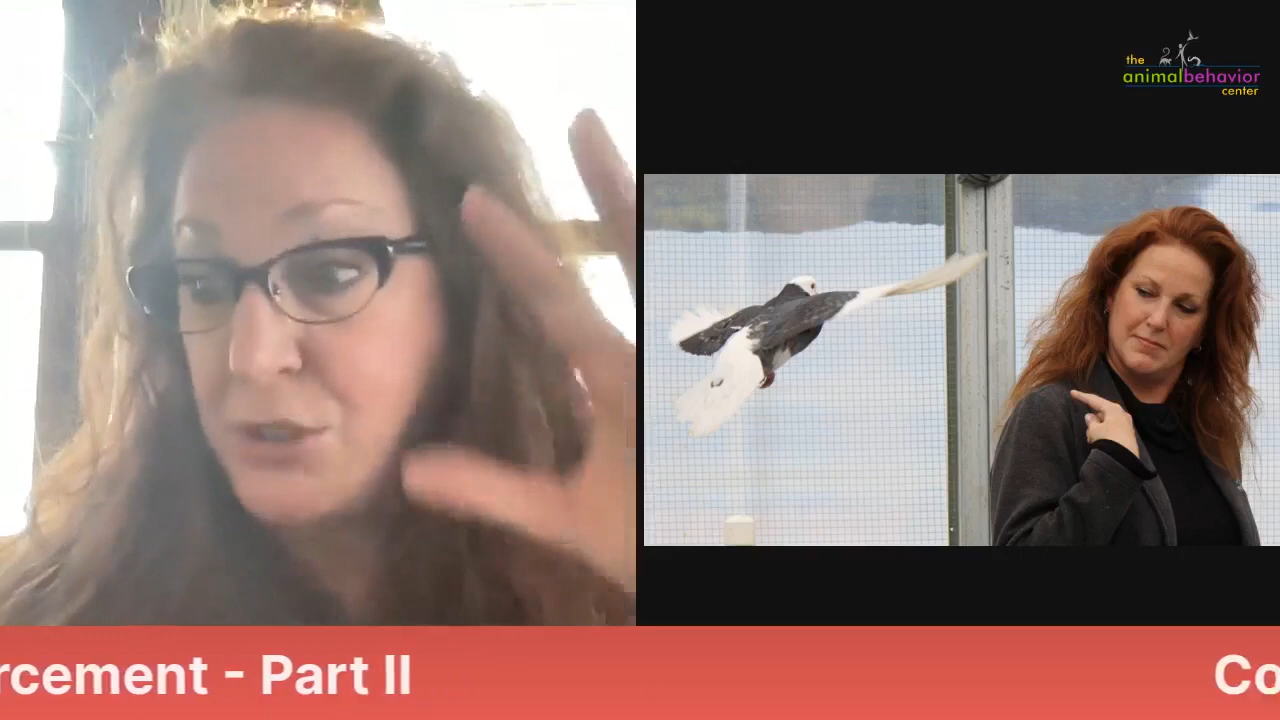 the
animalbehavior
center
rcement - Part II
Co